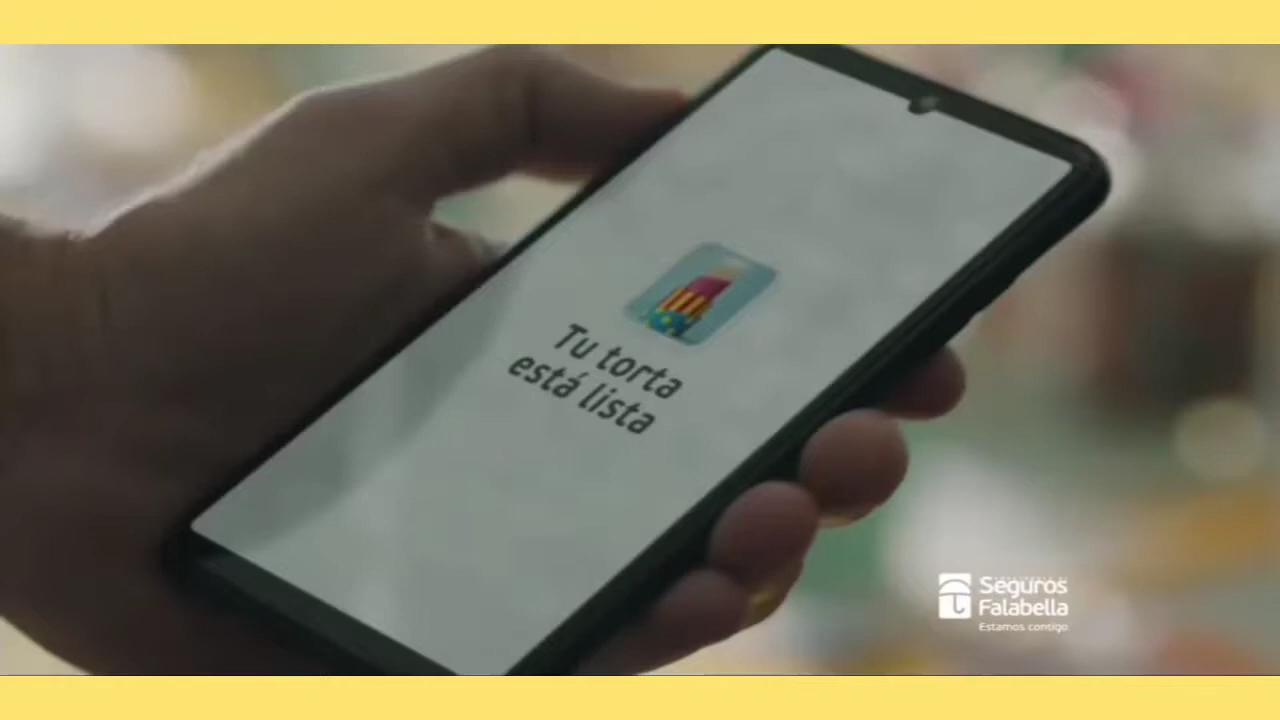 Tu torta
está lista
Seguros
Falabella
Estamos contigo